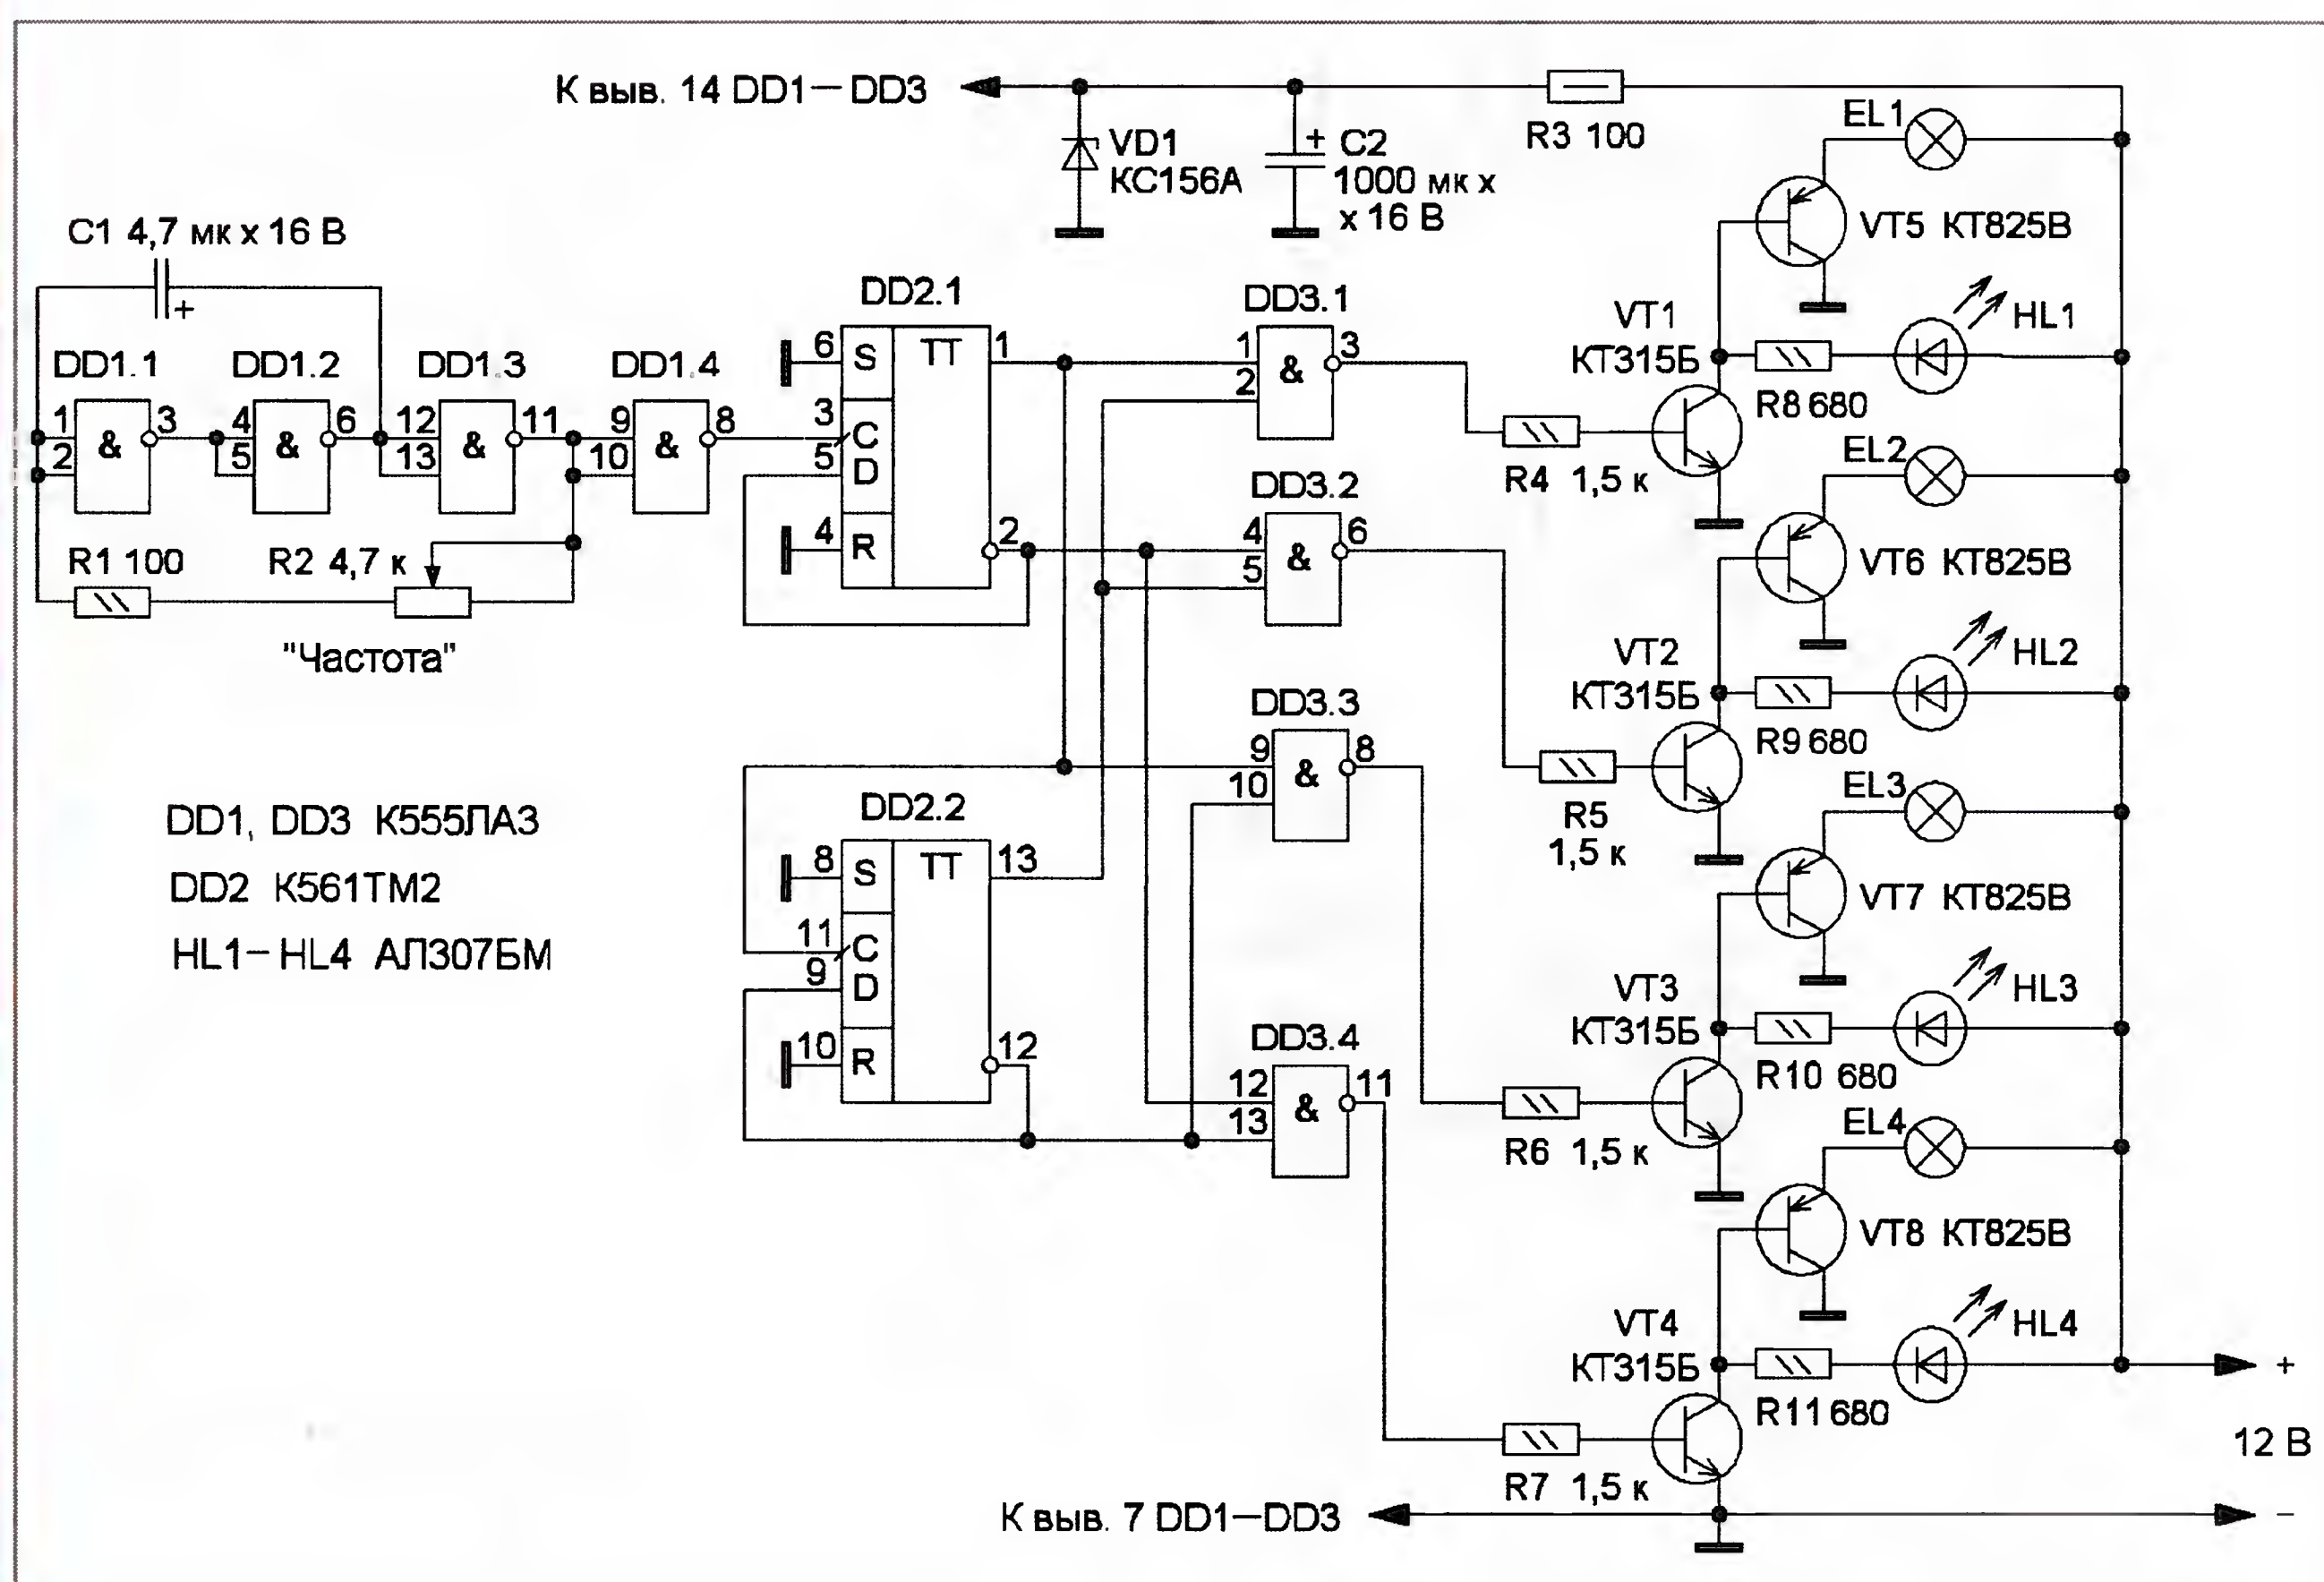 К выв. 14 DD1— DD3
R3 100
EL1
VD1
КС156А
+ C2
1000 мк х
х 16 В
VT5 КТ825В
C1 4,7 мк х 16 В
+
DD1.1
1
2
&
3
DD1.2
4
5
&
6
DD1.3
12
13
&
11
DD1.4
9
10
&
8
R1 100
R2 4,7 к
"Частота"
DD2.1
6 S
TT
1
3 C
5 D
4 R
2
DD3.1
1
2
&
3
R4 1,5 к
VT1
КТ315Б
HL1
R8 680
EL2
DD3.2
4
5
&
6
VT6 КТ825В
R5
1,5 к
VT2
КТ315Б
HL2
R9 680
EL3
DD3.3
9
10
&
8
VT7 КТ825В
DD1, DD3 К555ЛА3
DD2 К561ТМ2
HL1— HL4 АЛ307БМ
DD2.2
8 S
TT
13
11 C
9 D
10 R
12
VT3
КТ315Б
HL3
R10 680
R6 1,5 к
EL4
DD3.4
12
13
&
11
VT8 КТ825В
VT4
КТ315Б
HL4
R11 680
R7 1,5 к
+
12 В
–
К выв. 7 DD1—DD3